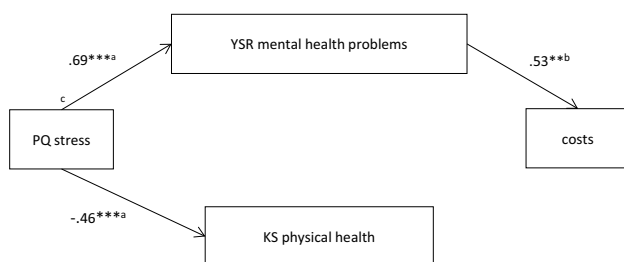 YSR mental health problems
.69***a
.53**b
c
PQ stress
costs
-.46***a
KS physical health